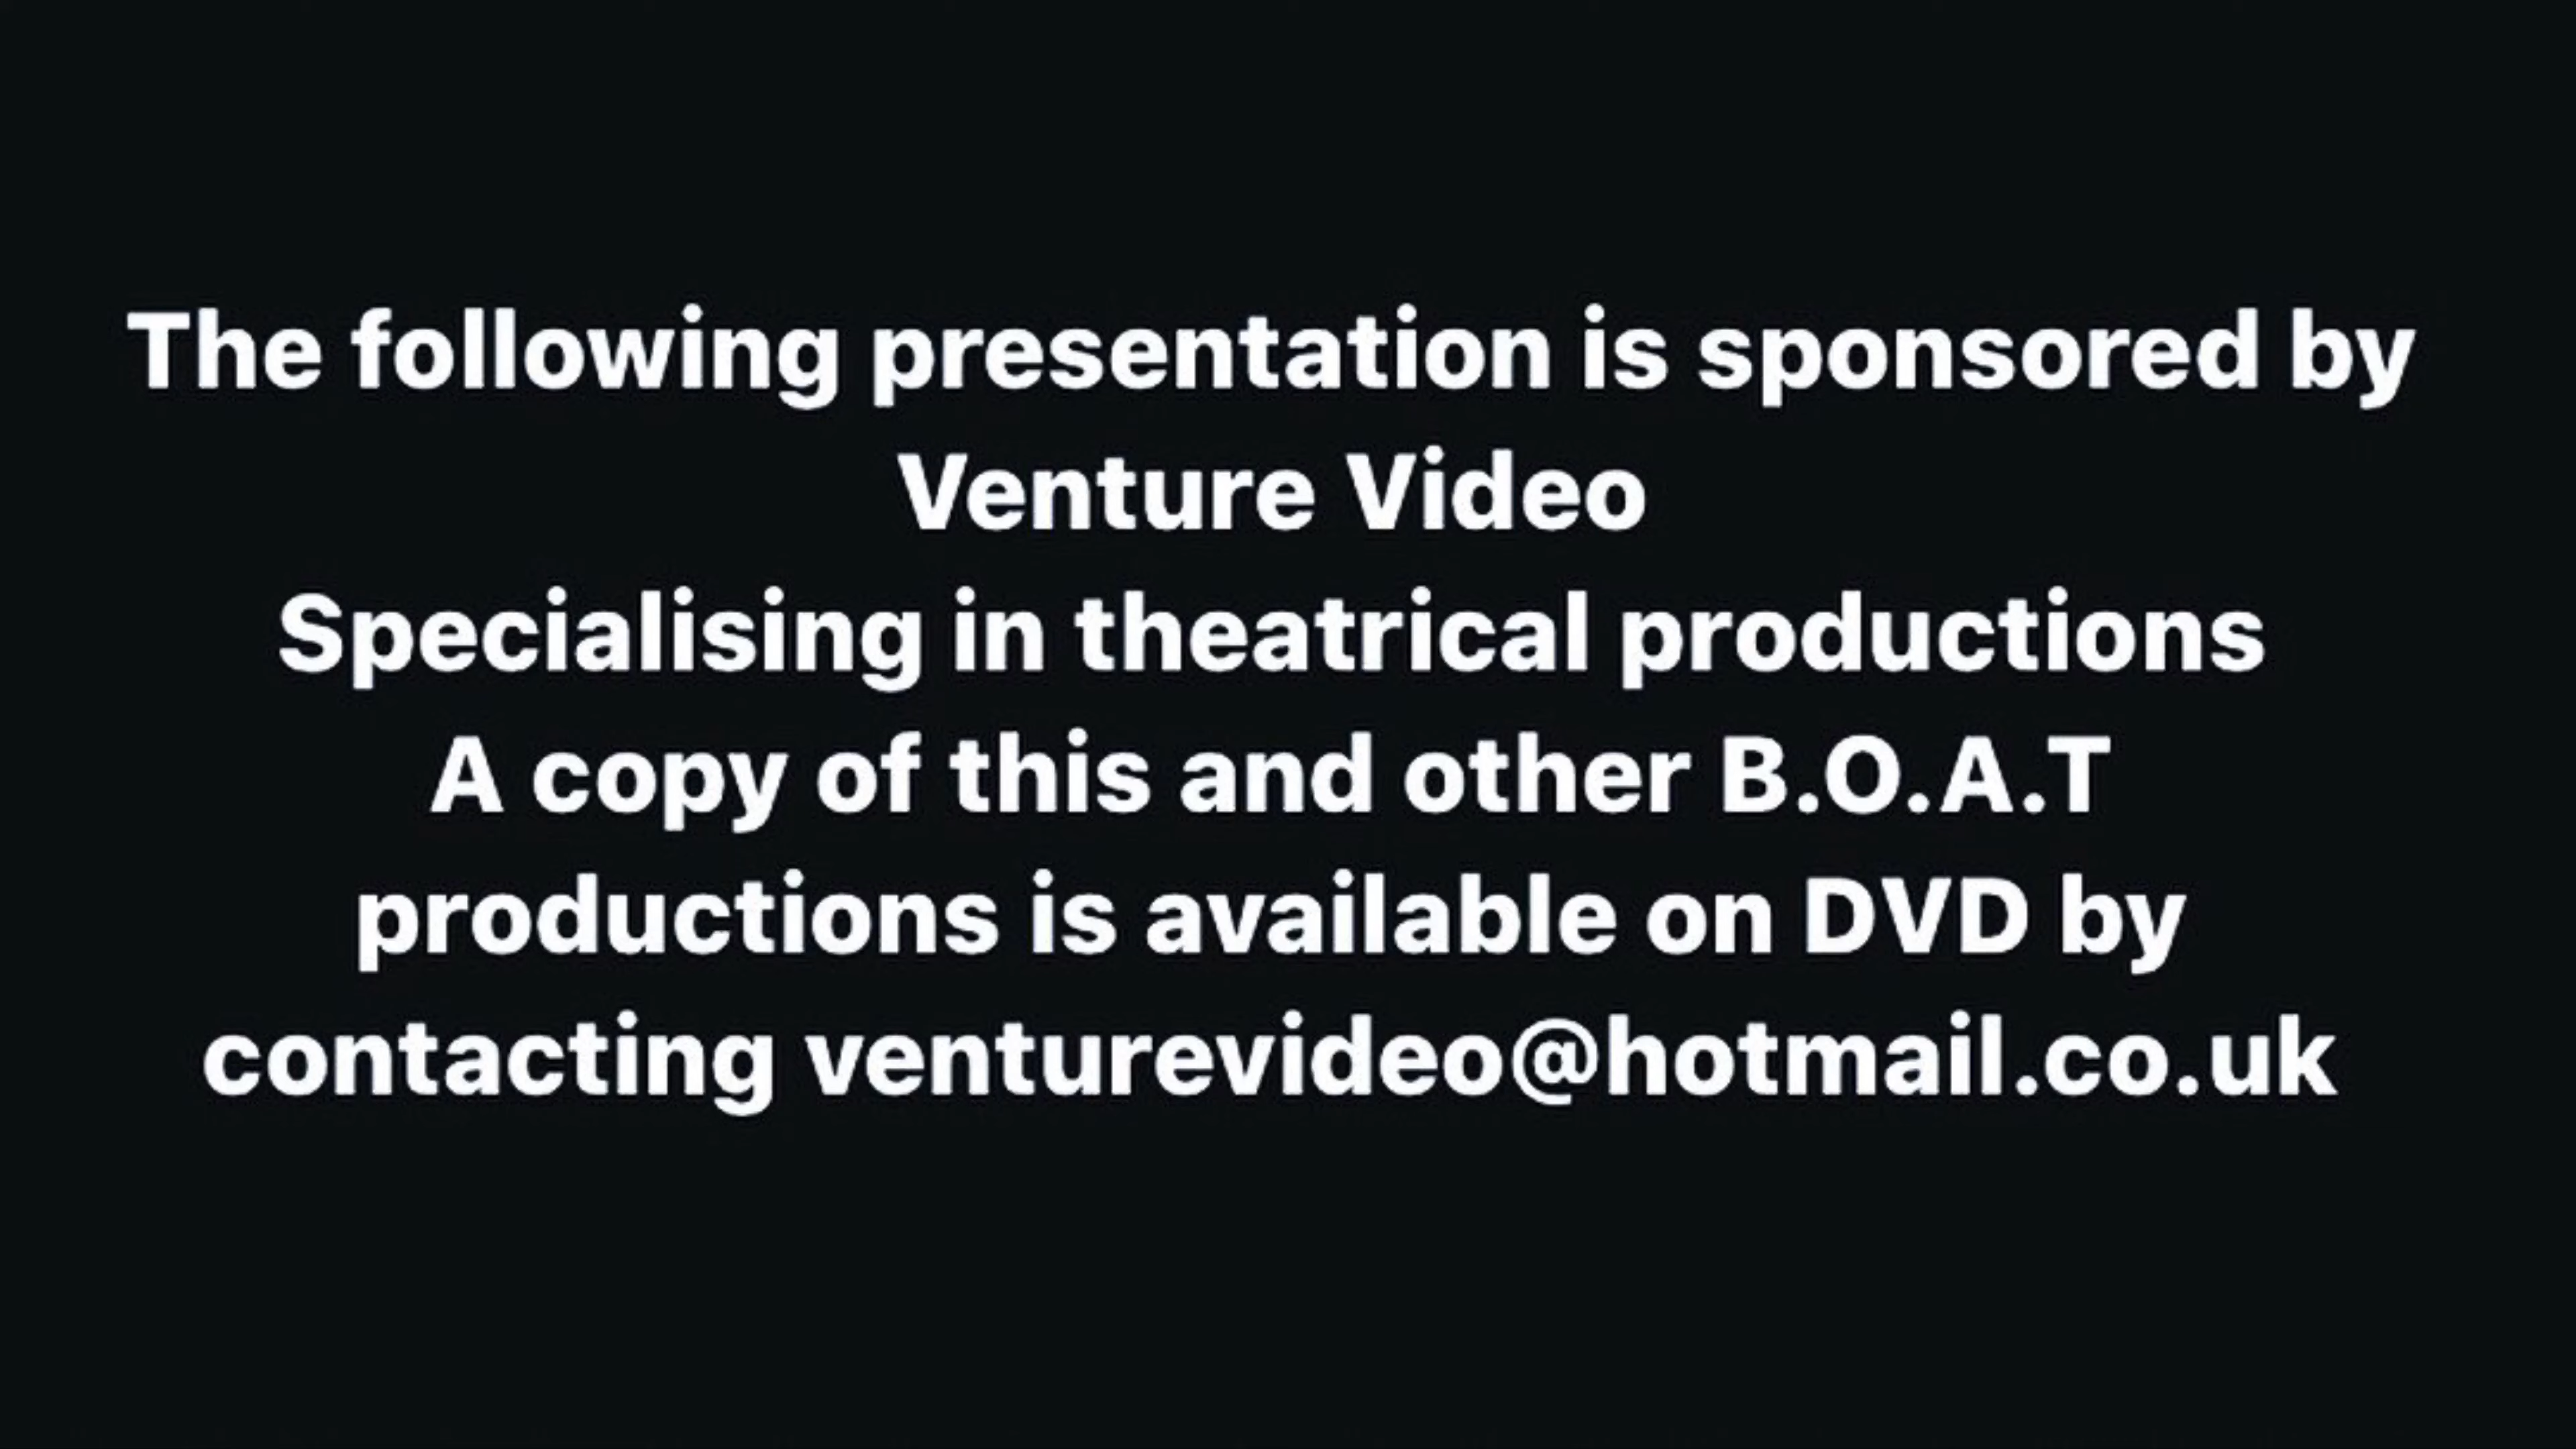 The following presentation is sponsored by
Venture Video
Specialising in theatrical productions
A copy of this and other B.O.A.T
productions is available on DVD by
contacting venturevideo@hotmail.co.uk